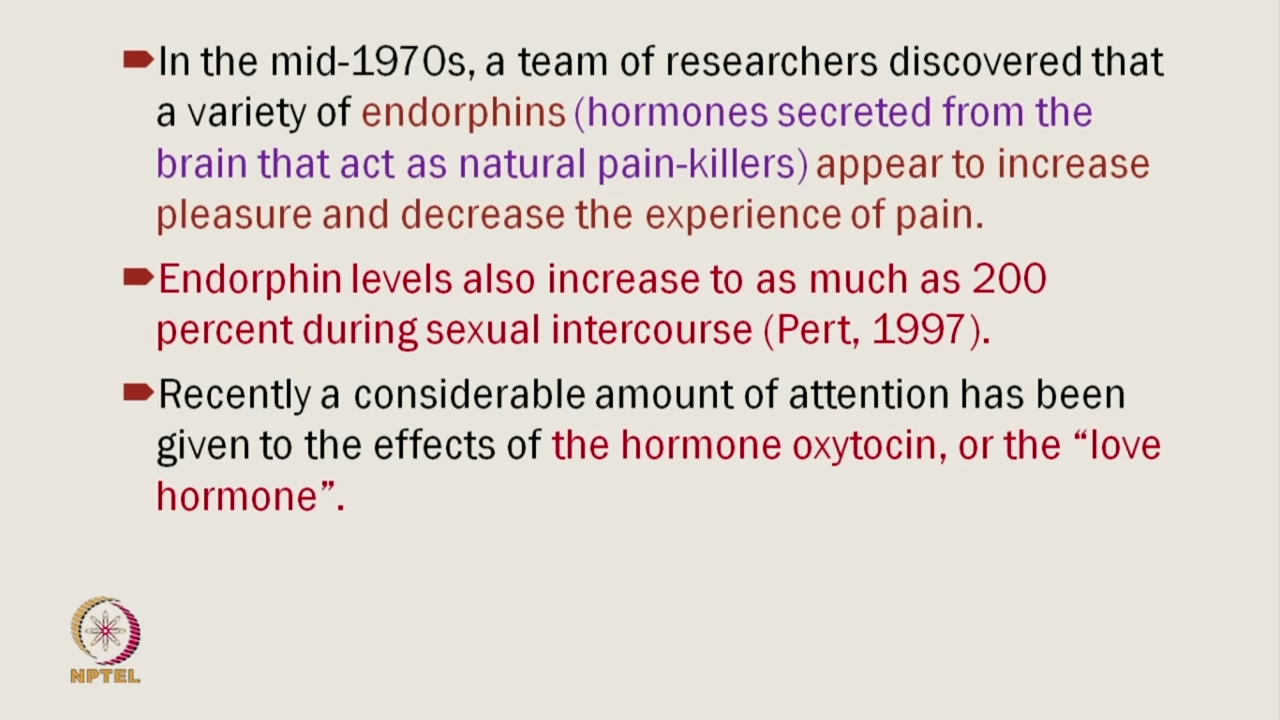 In the mid-1970s, a team of researchers discovered that
a variety of endorphins (hormones secreted from the
brain that act as natural pain-killers) appear to increase
pleasure and decrease the experience of pain.
Endorphin levels also increase to as much as 200
percent during sexual intercourse (Pert, 1997).
Recently a considerable amount of attention has been
given to the effects of the hormone oxytocin, or the “love
hormone”.
NPTEL